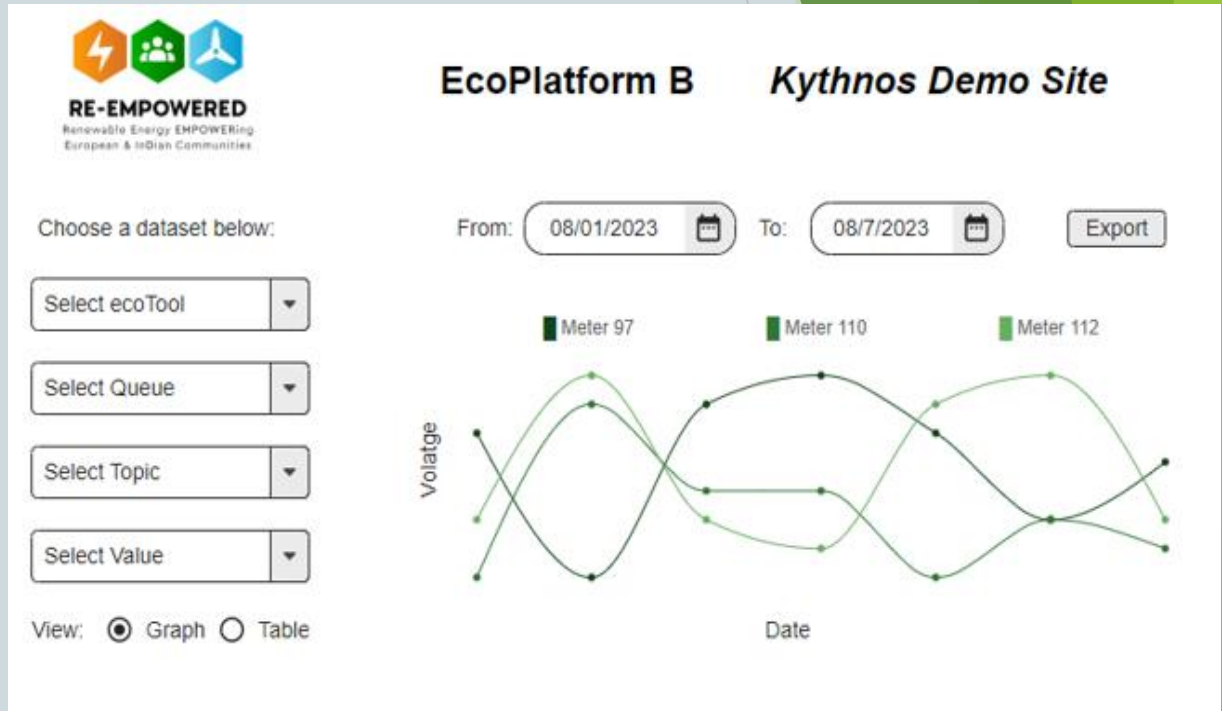 RE-EMPOWERED
Renewable Energy EMPOWERing
European & InDian Communities
EcoPlatform B
Kythnos Demo Site
Choose a dataset below:
From: 08/01/2023 To: 08/7/2023 Export
Select ecoTool
Select Queue
Select Topic
Select Value
View: Graph Table
Meter 97 Meter 110 Meter 112
Volatge
Date